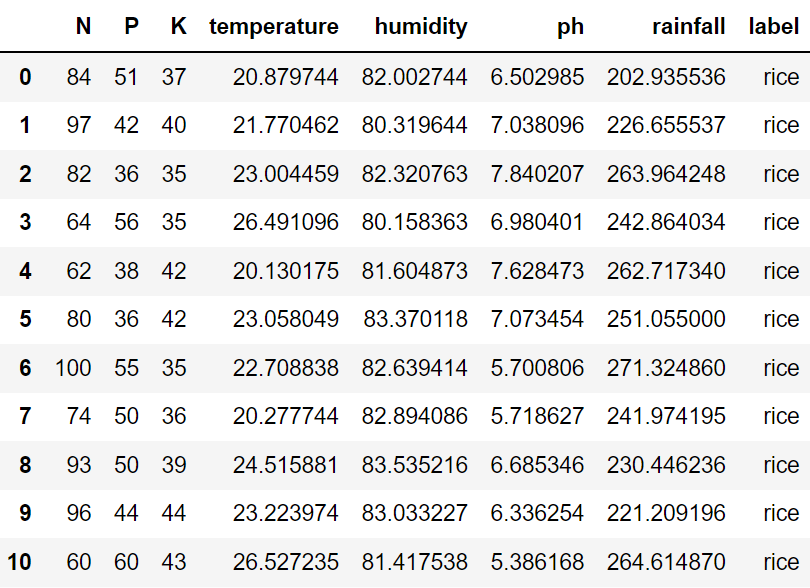 N P K temperature humidity ph rainfall label
0 84 51 37 20.879744 82.002744 6.502985 202.935536 rice
1 97 42 40 21.770462 80.319644 7.038096 226.655537 rice
2 82 36 35 23.004459 82.320763 7.840207 263.964248 rice
3 64 56 35 26.491096 80.158363 6.980401 242.864034 rice
4 62 38 42 20.130175 81.604873 7.628473 262.717340 rice
5 80 36 42 23.058049 83.370118 7.073454 251.055000 rice
6 100 55 35 22.708838 82.639414 5.700806 271.324860 rice
7 74 50 36 20.277744 82.894086 5.718627 241.974195 rice
8 93 50 39 24.515881 83.535216 6.685346 230.446236 rice
9 96 44 44 23.223974 83.033227 6.336254 221.209196 rice
10 60 60 43 26.527235 81.417538 5.386168 264.614870 rice